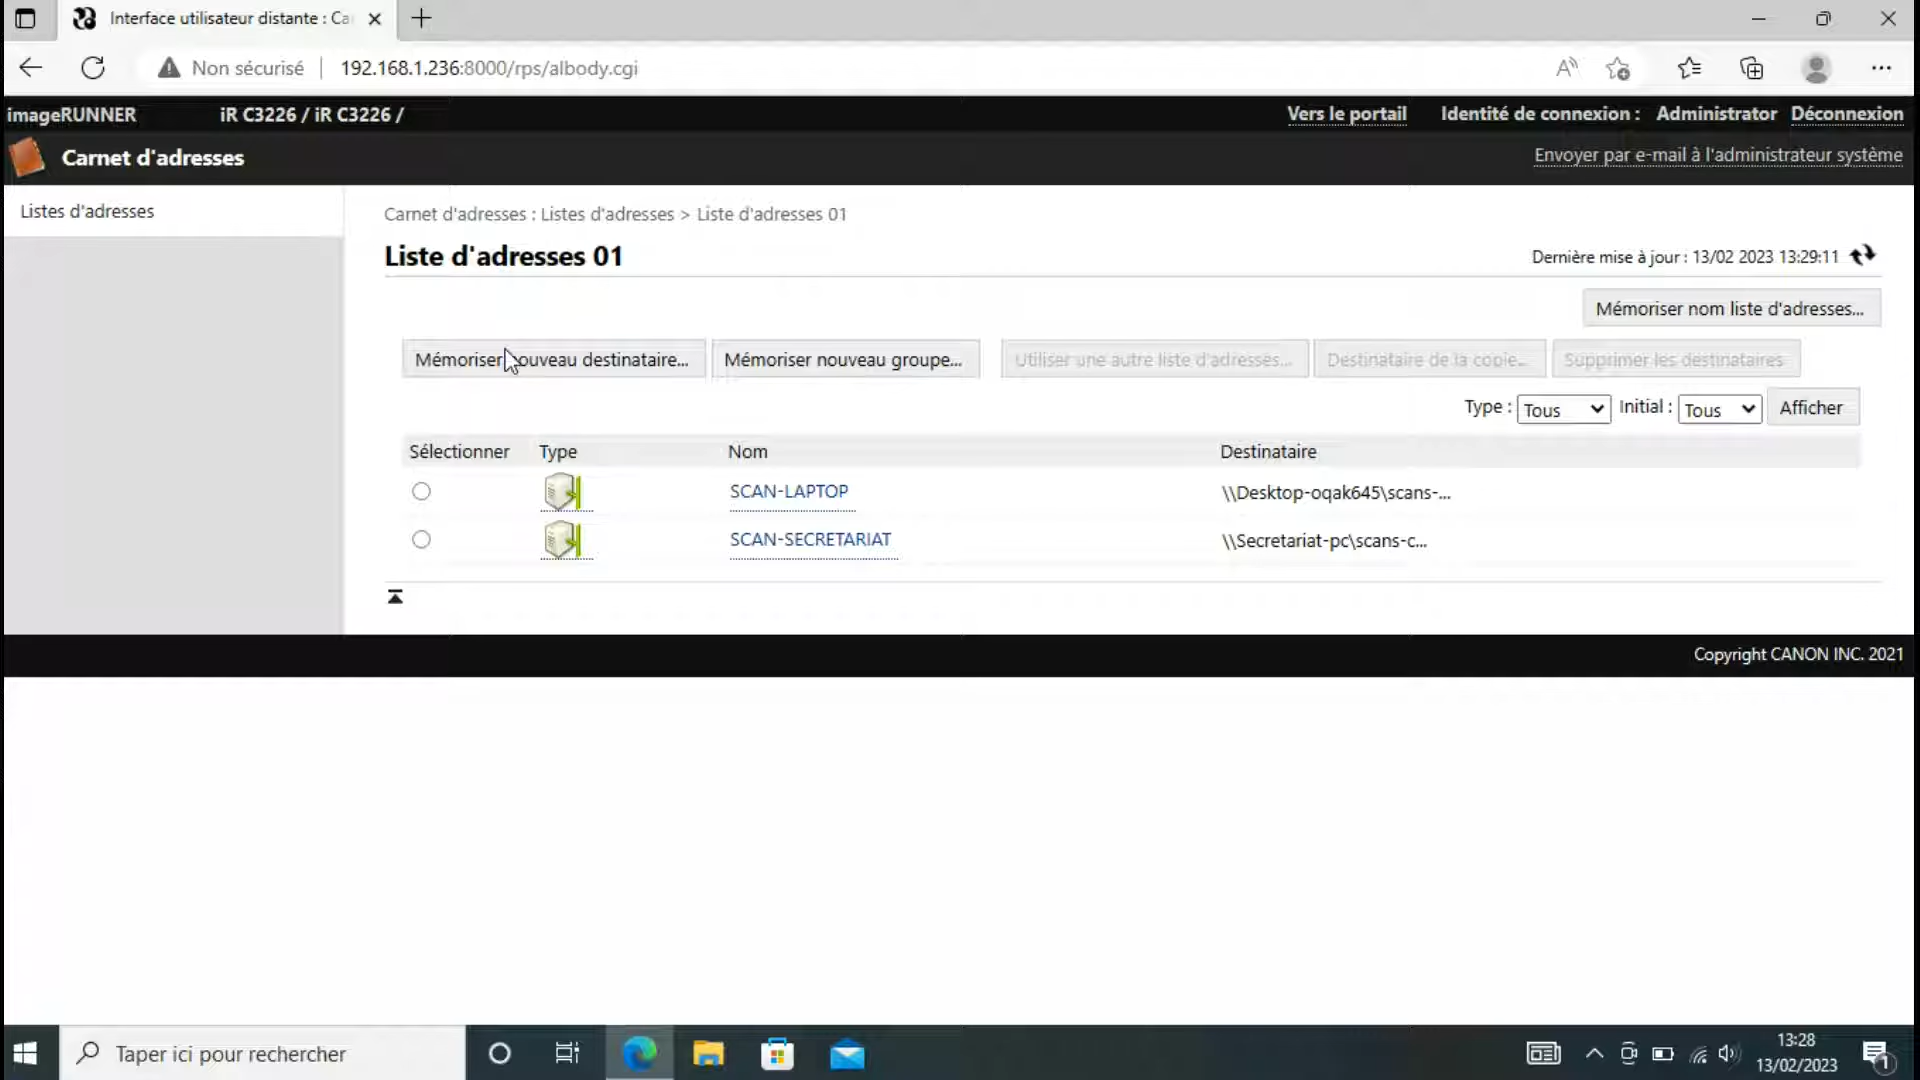 Interface utilisateur distante : Ca
Non sécurisé 192.168.1.236:8000/rps/albody.cgi
imageRUNNER iR C3226 / iR C3226 / Vers le portail Identité de connexion : Administrator Déconnexion
Carnet d'adresses Envoyer par e-mail à l'administrateur système
Listes d'adresses
Carnet d'adresses : Listes d'adresses > Liste d'adresses 01
Liste d'adresses 01 Dernière mise à jour : 13/02 2023 13:29:11
Mémoriser nom liste d'adresses...
Mémoriser nouveau destinataire... Mémoriser nouveau groupe... Utiliser une autre liste d'adresses... Destinataire de la copie... Supprimer les destinataires
Type : Tous Initial : Tous Afficher
Sélectionner Type Nom Destinataire
SCAN-LAPTOP \\Desktop-oqak645\scans-...
SCAN-SECRETARIAT \\Secretariat-pc\scans-c...
Copyright CANON INC. 2021
Taper ici pour rechercher
13:28
13/02/2023
1